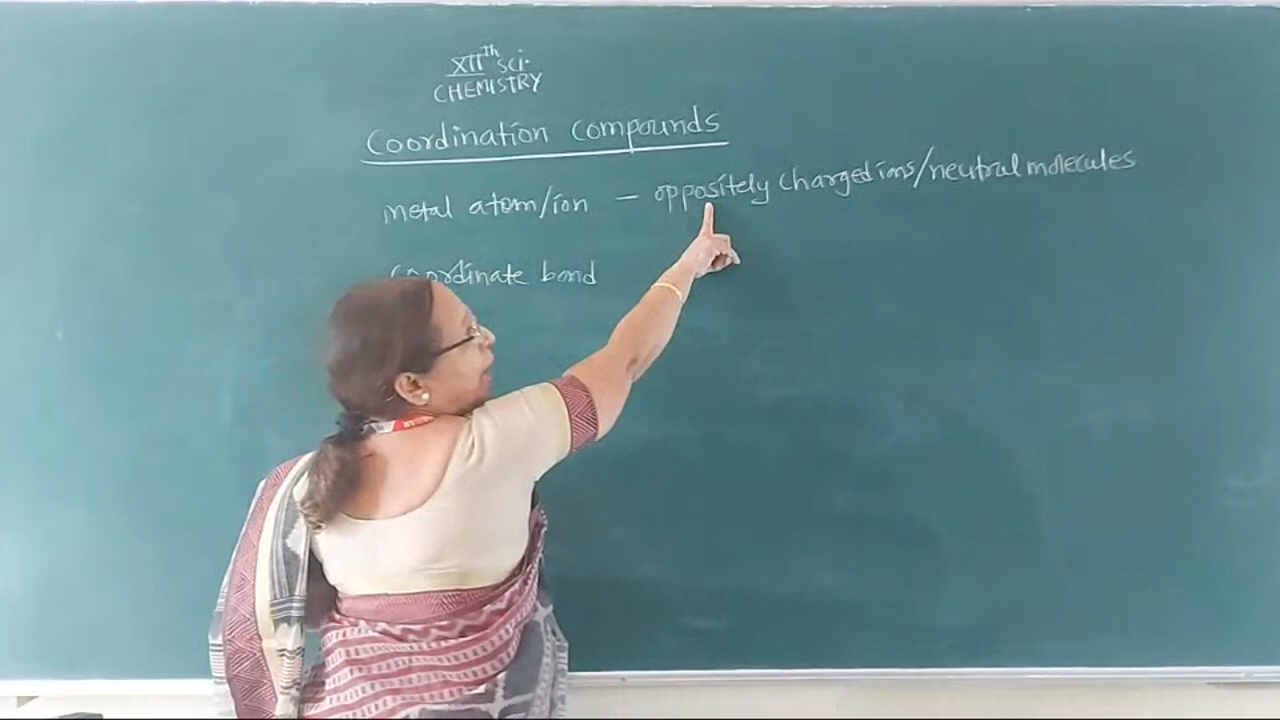 XIIth SCI.
CHEMISTRY
Coordination compounds
metal atom/ion – oppositely charged ions/neutral molecules
coordinate bond